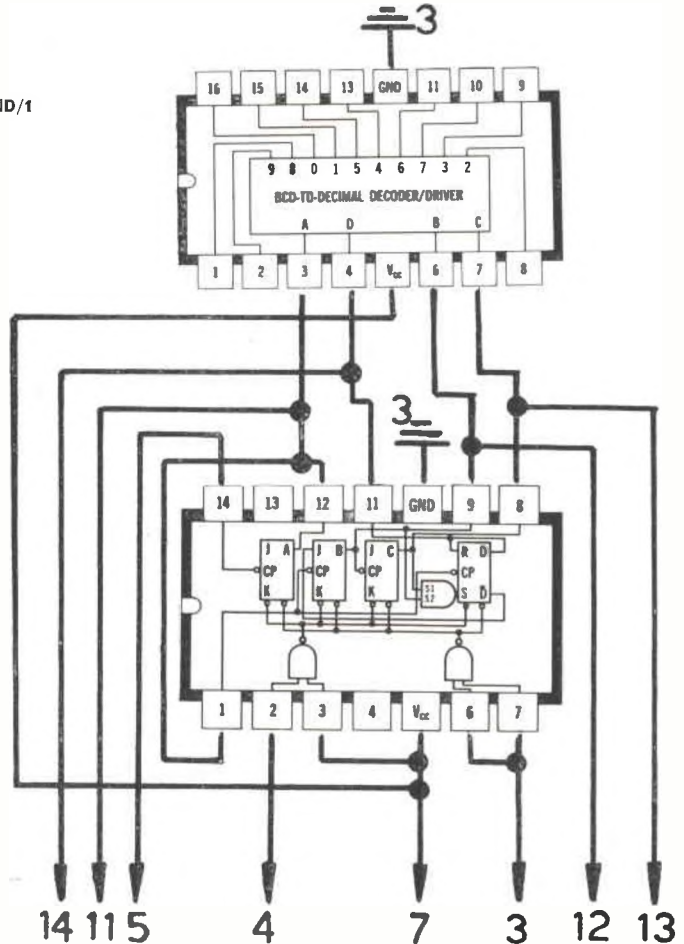 3
ND/1
16 15 14 13 GND 11 10 9
9 8 0 1 5 4 6 7 3 2
BCD-TO-DECIMAL DECODER/DRIVER
A D B C
1 2 3 4 Vcc 6 7 8
3
14 13 12 11 GND 9 8
J A J B J C R D
CP CP CP CP
S1
S2
K K K S D̅
1 2 3 4 Vcc 6 7
14 11 5 4 7 3 12 13